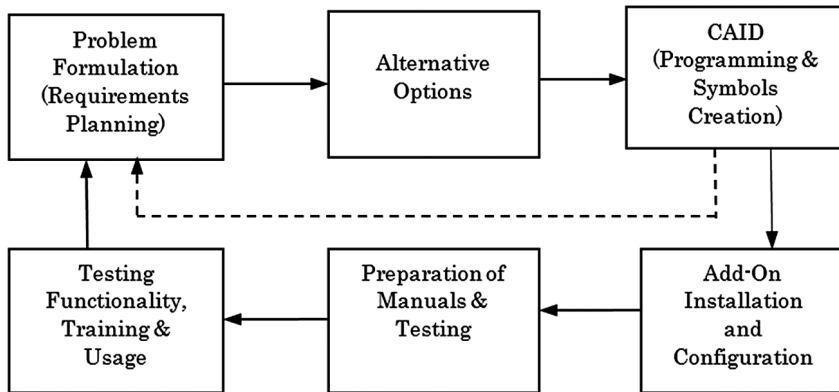 Problem
Formulation
(Requirements
Planning)
Alternative
Options
CAID
(Programming &
Symbols
Creation)
Testing
Functionality,
Training &
Usage
Preparation of
Manuals &
Testing
Add-On
Installation
and
Configuration